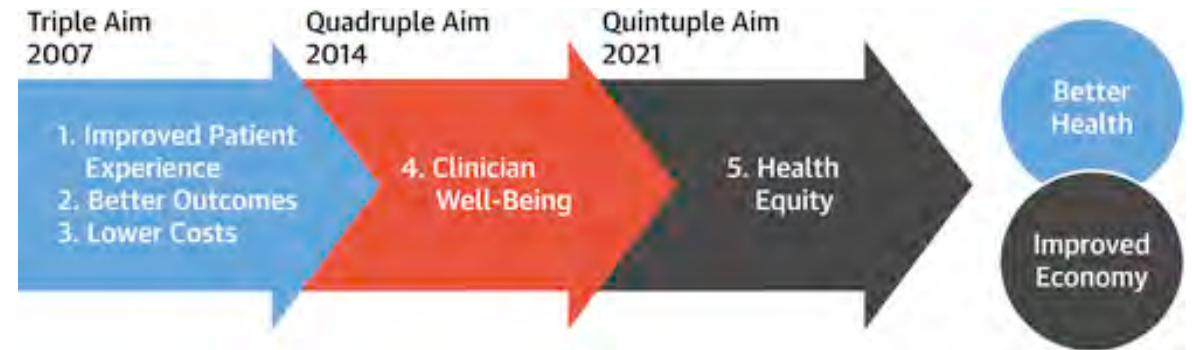 Triple Aim
2007
Quadruple Aim
2014
Quintuple Aim
2021
1. Improved Patient
Experience
2. Better Outcomes
3. Lower Costs
4. Clinician
Well-Being
5. Health
Equity
Better
Health
Improved
Economy